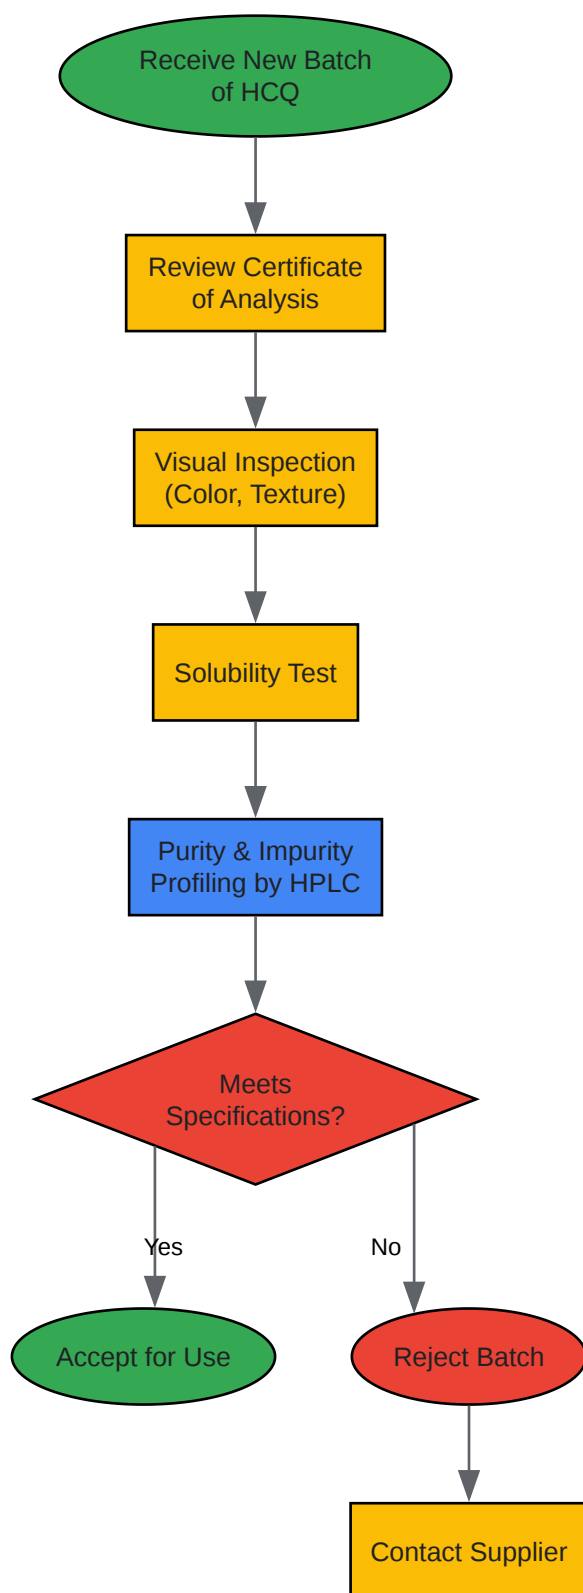 Receive New Batch
of HCQ
Review Certificate
of Analysis
Visual Inspection
(Color, Texture)
Solubility Test
Purity & Impurity
Profiling by HPLC
Meets
Specifications?
Yes
No
Accept for Use
Reject Batch
Contact Supplier